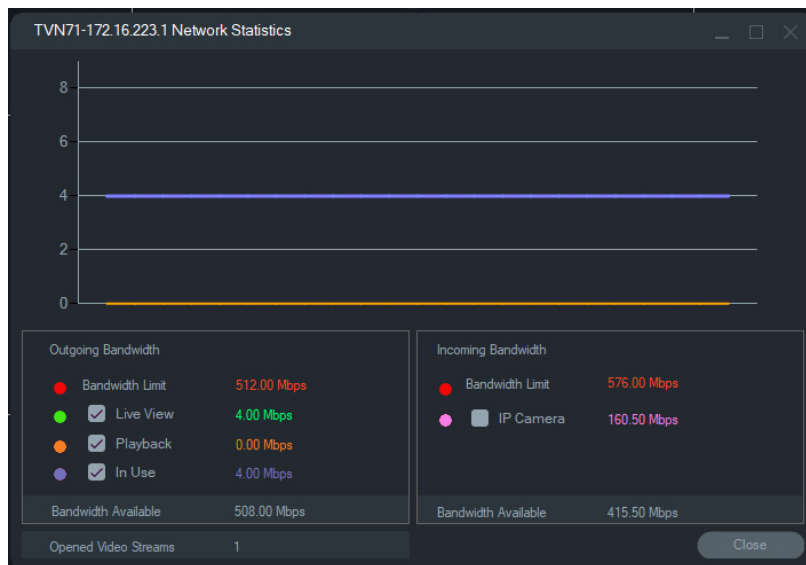 TVN71-172.16.223.1 Network Statistics
8
6
4
2
0
Outgoing Bandwidth
Bandwidth Limit 512.00 Mbps
Live View 4.00 Mbps
Playback 0.00 Mbps
In Use 4.00 Mbps
Bandwidth Available 508.00 Mbps
Opened Video Streams 1
Incoming Bandwidth
Bandwidth Limit 576.00 Mbps
IP Camera 160.50 Mbps
Bandwidth Available 415.50 Mbps
Close